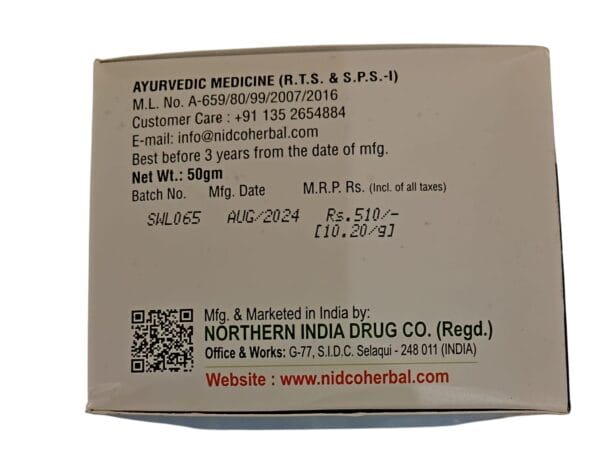 AYURVEDIC MEDICINE (R.T.S. & S.P.S.-I)
M.L. No. A-659/80/99/2007/2016
Customer Care : +91 135 2654884
E-mail: info@nidcoherbal.com
Best before 3 years from the date of mfg.
Net Wt.: 50gm
Batch No. Mfg. Date M.R.P. Rs. (Incl. of all taxes)
SWL065 AUG/2024 Rs.510/-
[10.20/g]
Mfg. & Marketed in India by:
NORTHERN INDIA DRUG CO. (Regd.)
Office & Works: G-77, S.I.D.C. Selaqui - 248 011 (INDIA)
Website : www.nidcoherbal.com